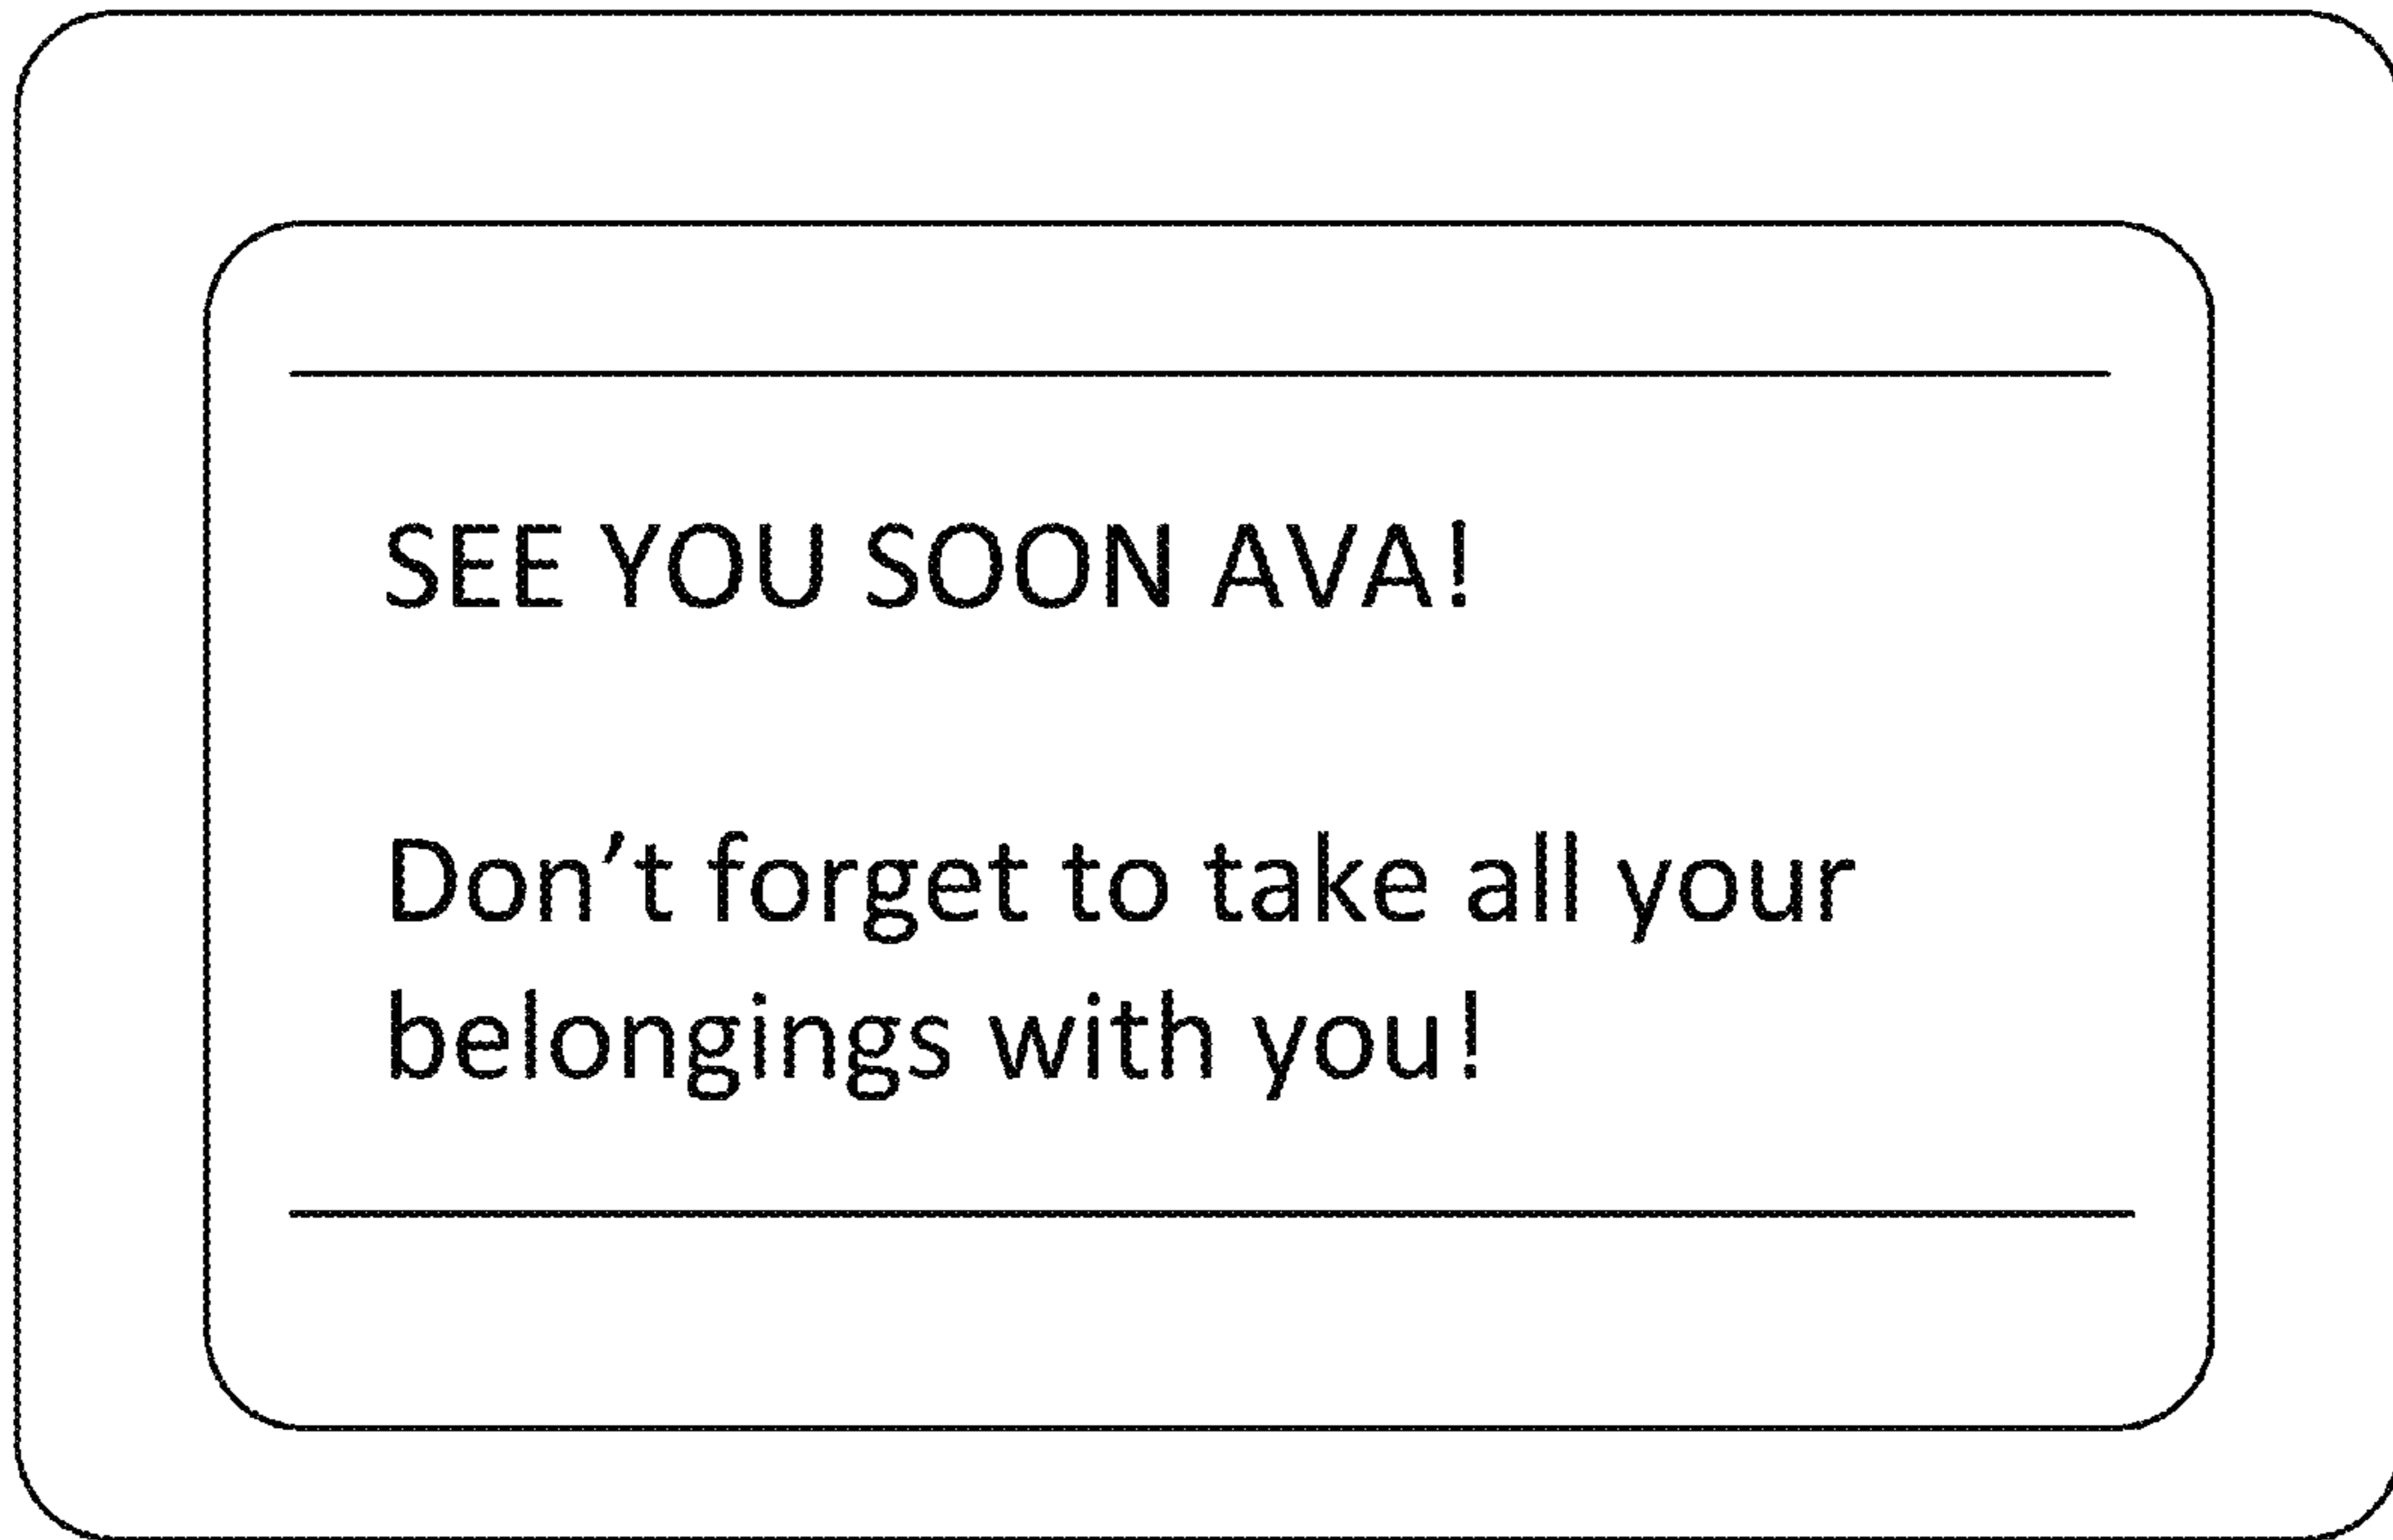 SEE YOU SOON AVA!
Don’t forget to take all your
belongings with you!